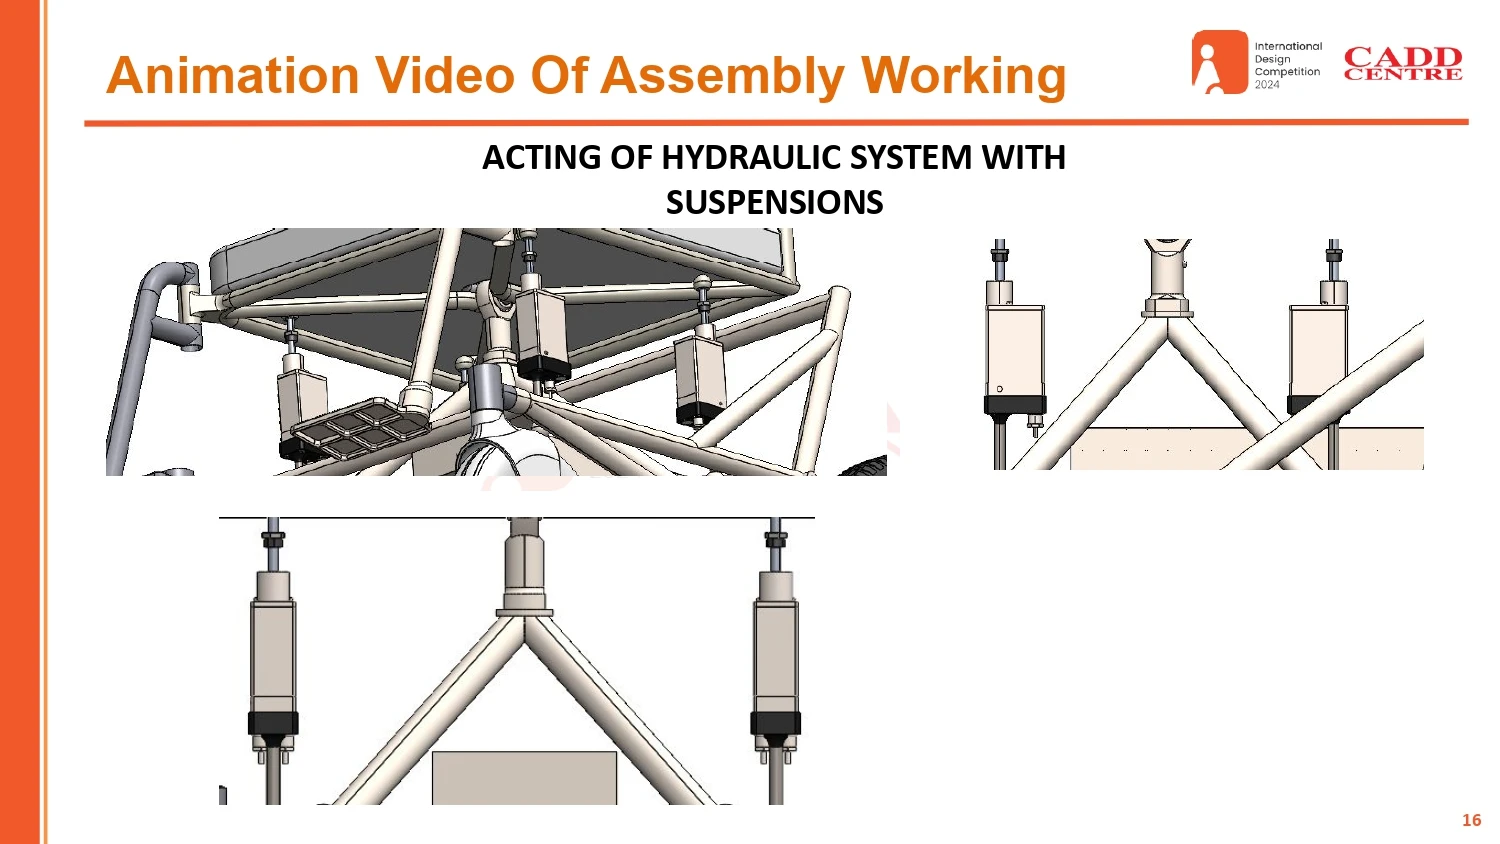 Animation Video Of Assembly Working
International
Design
Competition
2024
CADD
CENTRE
ACTING OF HYDRAULIC SYSTEM WITH
SUSPENSIONS
16